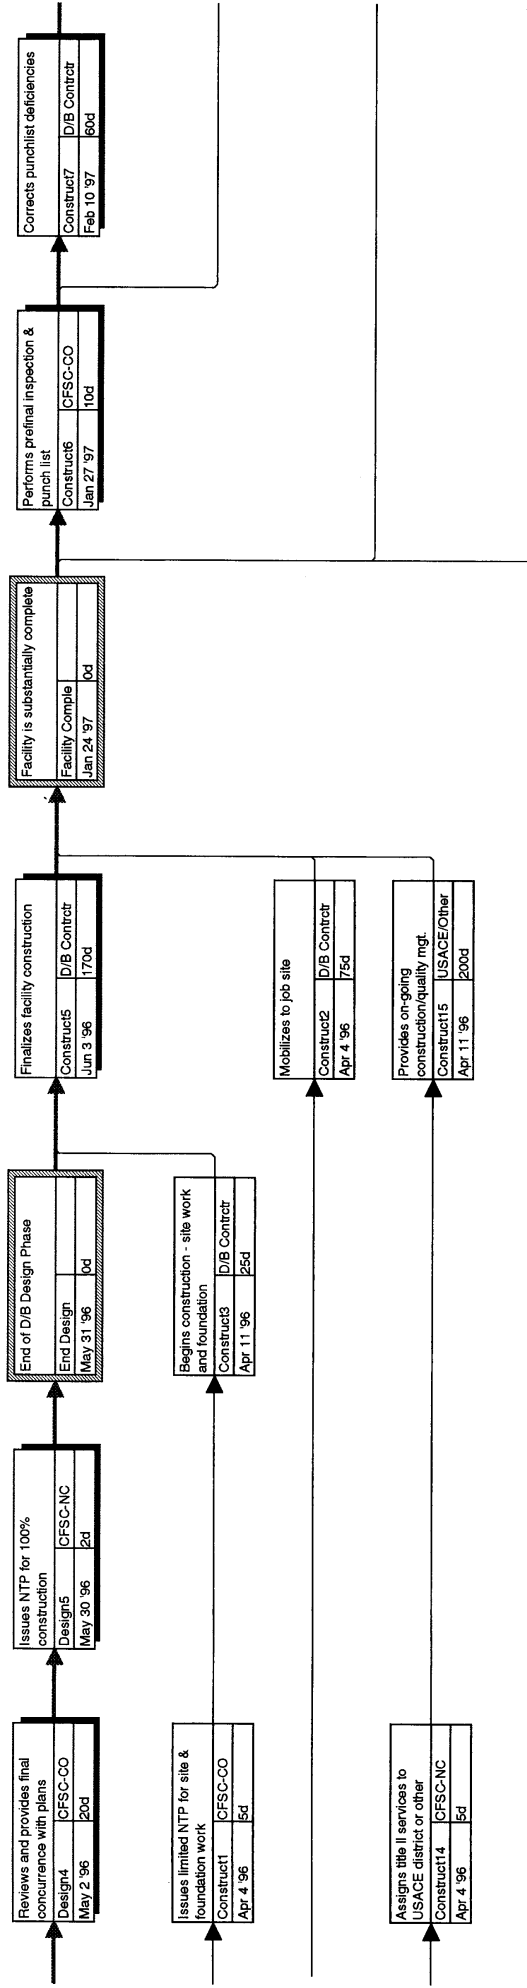 Reviews and provides final
concurrence with plans
Design4 CFSC-CO
May 2 '96 20d
Issues NTP for 100%
construction
Design5 CFSC-NC
May 30 '96 2d
End of D/B Design Phase
End Design
May 31 '96 0d
Finalizes facility construction
Construct5 D/B Contrctr
Jun 3 '96 170d
Facility is substantially complete
Facility Comple
Jan 24 '97 0d
Performs prefinal inspection &
punch list
Construct6 CFSC-CO
Jan 27 '97 10d
Corrects punchlist deficiencies
Construct7 D/B Contrctr
Feb 10 '97 60d
Issues limited NTP for site &
foundation work
Construct1 CFSC-CO
Apr 4 '96 5d
Begins construction - site work
and foundation
Construct3 D/B Contrctr
Apr 11 '96 25d
Mobilizes to job site
Construct2 D/B Contrctr
Apr 4 '96 75d
Assigns title II services to
USACE district or other
Construct14 CFSC-NC
Apr 4 '96 5d
Provides on-going
construction/quality mgt.
Construct15 USACE/Other
Apr 11 '96 200d